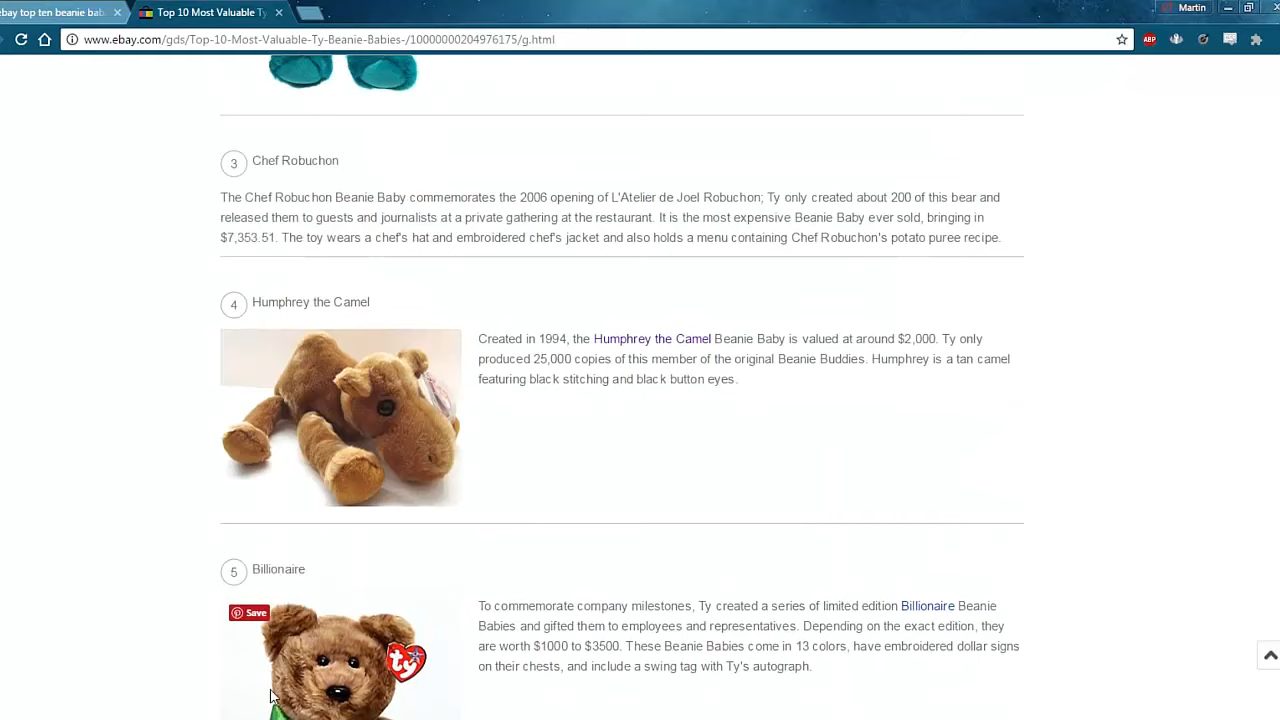 ebay top ten beanie bab
Top 10 Most Valuable Ty
Martin
www.ebay.com/gds/Top-10-Most-Valuable-Ty-Beanie-Babies-/10000000204976175/g.html
ABP
3 Chef Robuchon
The Chef Robuchon Beanie Baby commemorates the 2006 opening of L'Atelier de Joel Robuchon; Ty only created about 200 of this bear and
released them to guests and journalists at a private gathering at the restaurant. It is the most expensive Beanie Baby ever sold, bringing in
$7,353.51. The toy wears a chef's hat and embroidered chef's jacket and also holds a menu containing Chef Robuchon's potato puree recipe.
4 Humphrey the Camel
Created in 1994, the Humphrey the Camel Beanie Baby is valued at around $2,000. Ty only
produced 25,000 copies of this member of the original Beanie Buddies. Humphrey is a tan camel
featuring black stitching and black button eyes.
5 Billionaire
Save
To commemorate company milestones, Ty created a series of limited edition Billionaire Beanie
Babies and gifted them to employees and representatives. Depending on the exact edition, they
are worth $1000 to $3500. These Beanie Babies come in 13 colors, have embroidered dollar signs
on their chests, and include a swing tag with Ty's autograph.
ty